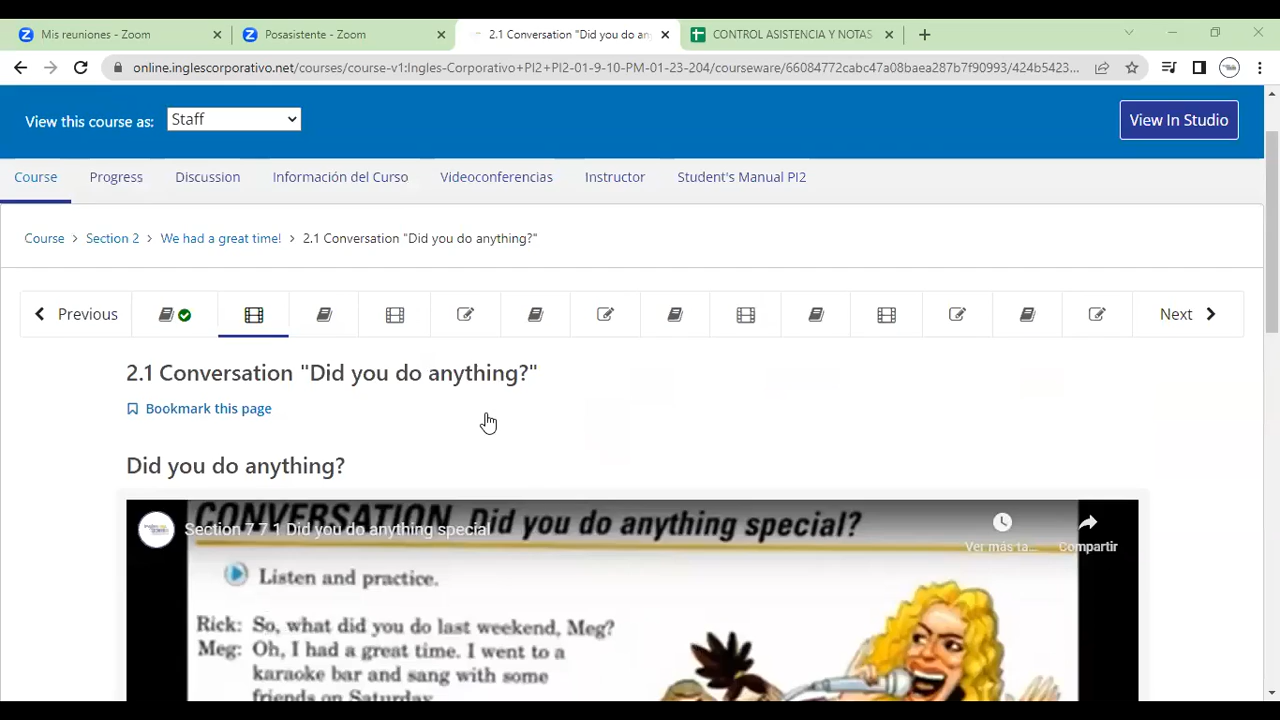 Mis reuniones - Zoom
Posasistente - Zoom
2.1 Conversation "Did you do an
CONTROL ASISTENCIA Y NOTAS
online.inglescorporativo.net/courses/course-v1:Ingles-Corporativo+PI2+PI2-01-9-10-PM-01-23-204/courseware/66084772cabc47a08baea287b7f90993/424b5423...
View this course as:
Staff
View In Studio
Course
Progress
Discussion
Información del Curso
Videoconferencias
Instructor
Student's Manual PI2
Course > Section 2 > We had a great time! > 2.1 Conversation "Did you do anything?"
Previous
Next
2.1 Conversation "Did you do anything?"
Bookmark this page
Did you do anything?
CONVERSATION Did you do anything special?
Section 7 7 1 Did you do anything special
Ver más ta...
Compartir
Listen and practice.
Rick: So, what did you do last weekend, Meg?
Meg: Oh, I had a great time. I went to a
karaoke bar and sang with some
friends on Saturday.